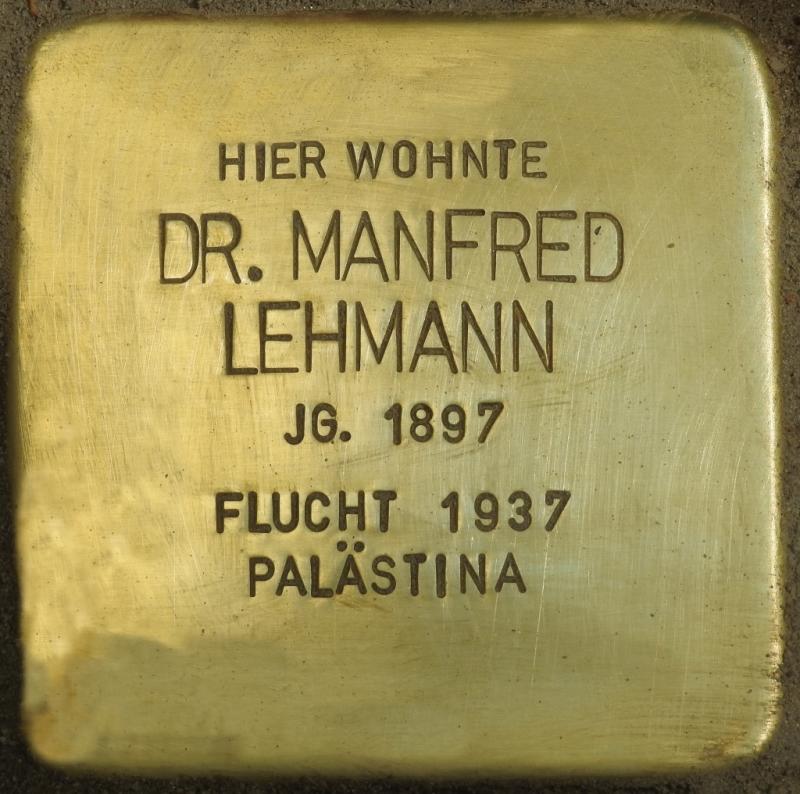 HIER WOHNTE
DR. MANFRED
LEHMANN
JG. 1897
FLUCHT 1937
PALÄSTINA